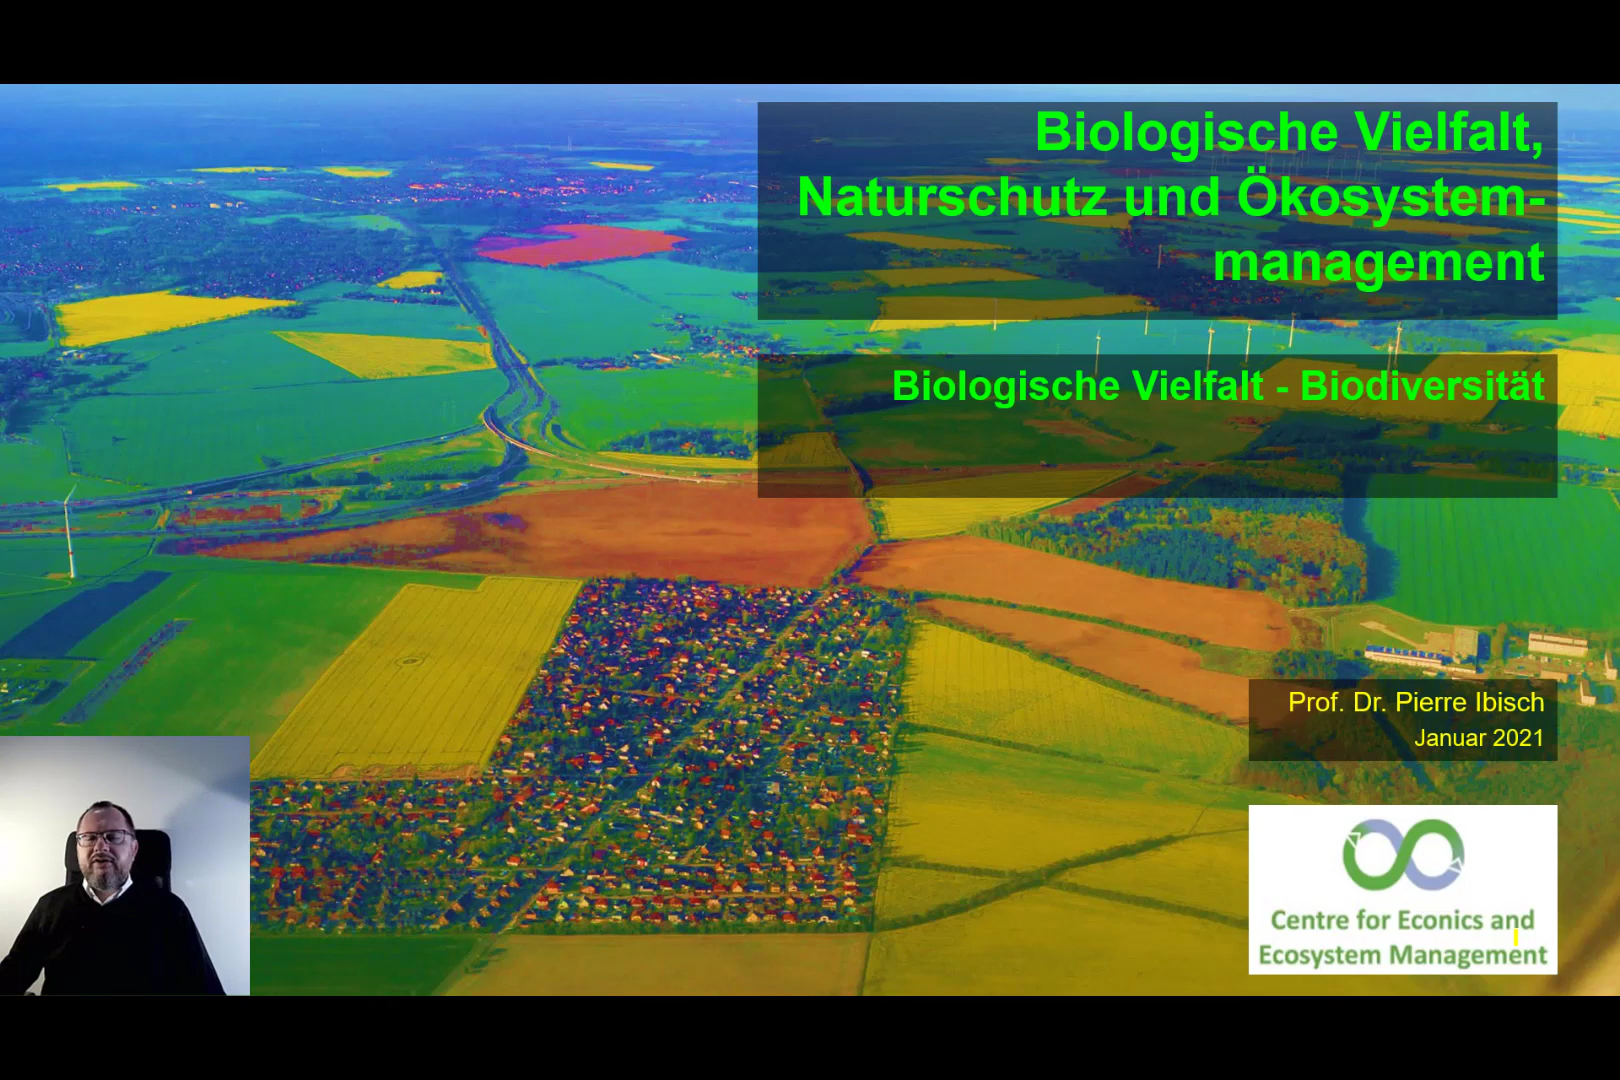 Biologische Vielfalt,
Naturschutz und Ökosystem-
management
Biologische Vielfalt - Biodiversität
Prof. Dr. Pierre Ibisch
Januar 2021
Centre for Econics and
Ecosystem Management